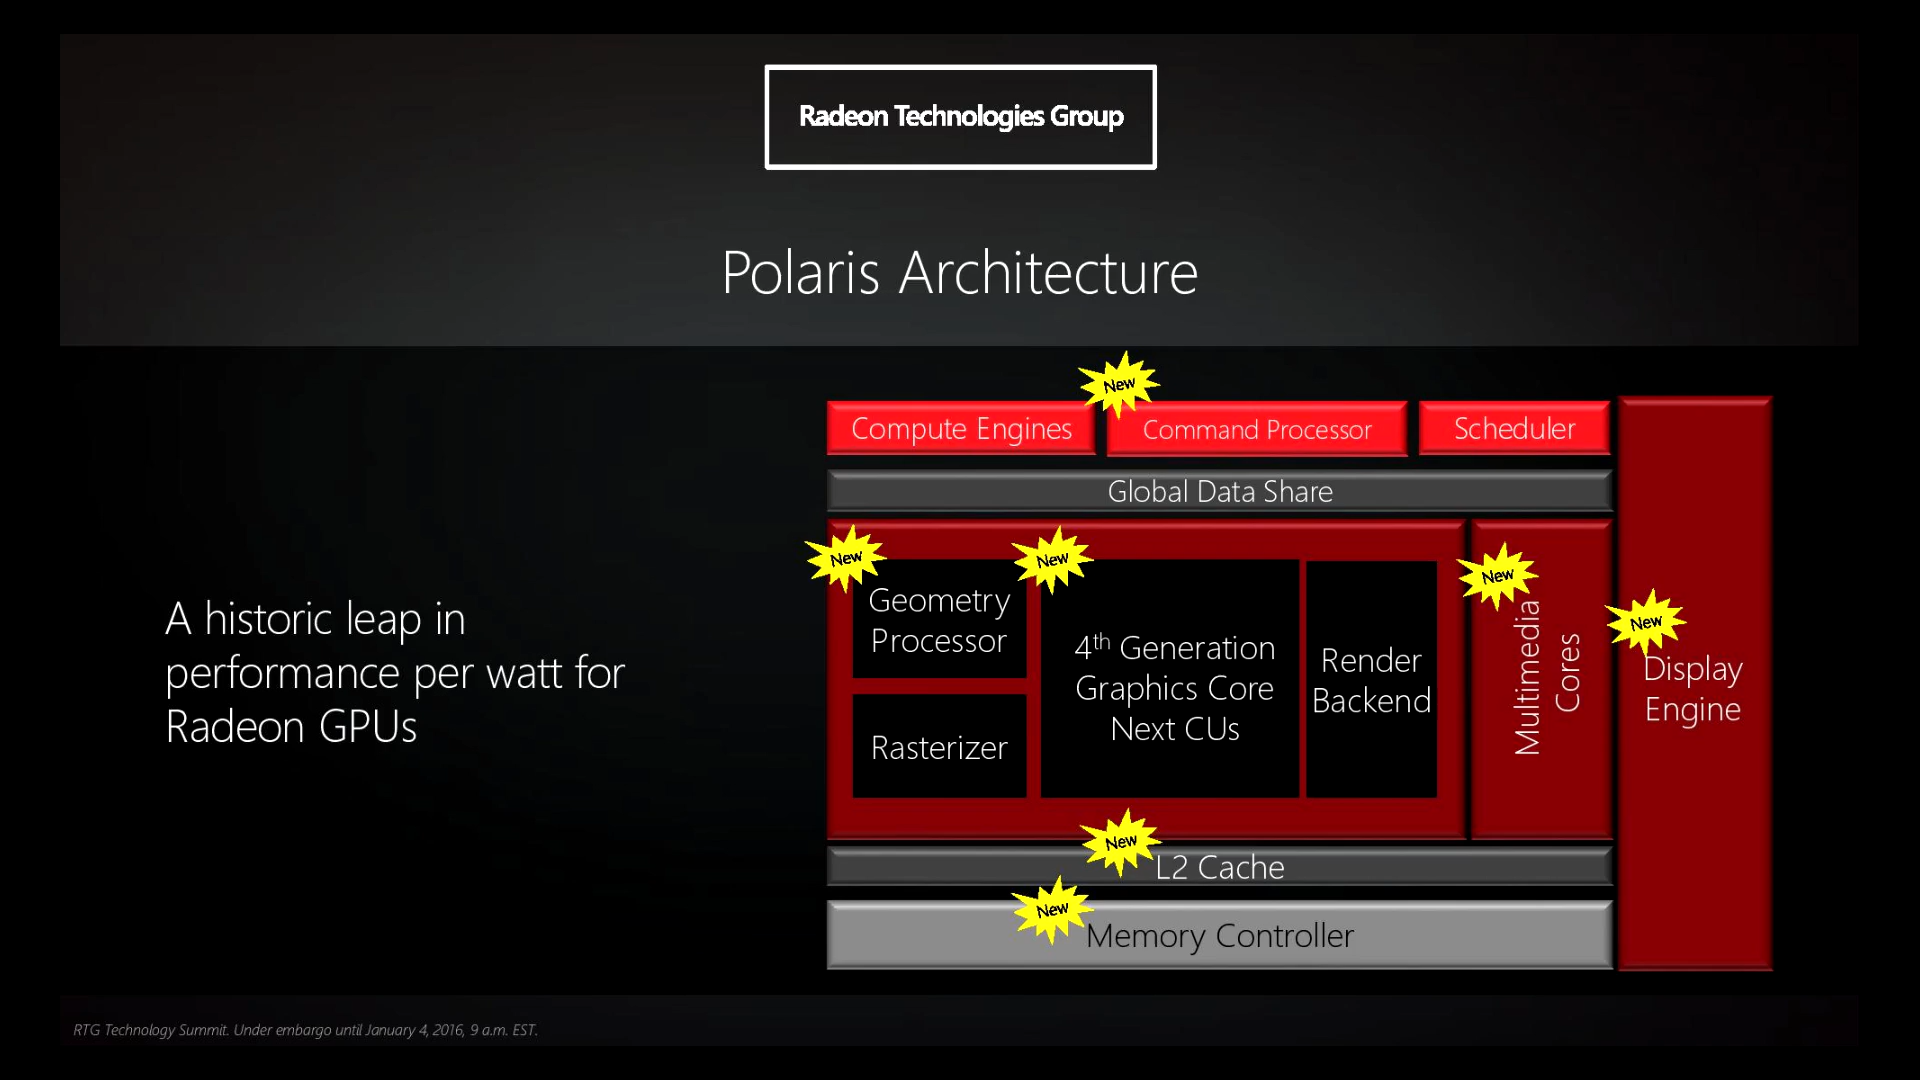 Radeon Technologies Group
Polaris Architecture
A historic leap in
performance per watt for
Radeon GPUs
New
Compute Engines
Command Processor
Scheduler
Global Data Share
New
Geometry
Processor
Rasterizer
New
4th Generation
Graphics Core
Next CUs
Render
Backend
New
Multimedia
Cores
New
Display
Engine
New
L2 Cache
New
Memory Controller
RTG Technology Summit. Under embargo until January 4, 2016, 9 a.m. EST.